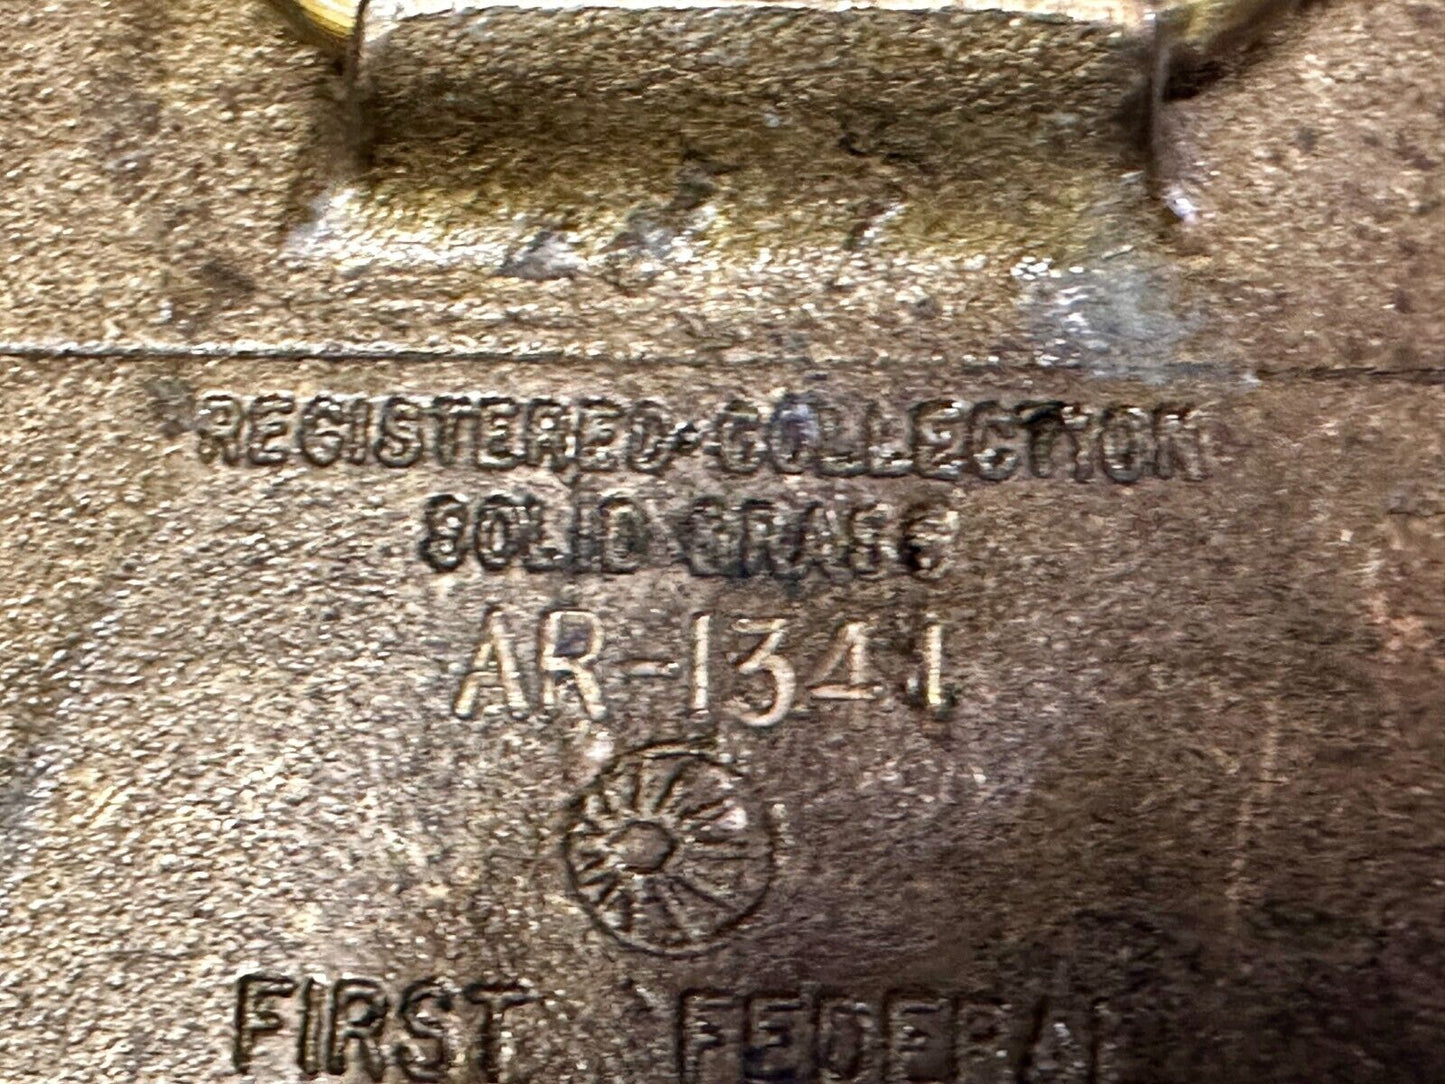 REGISTERED COLLECTION
SOLID BRASS
AR-1341
FIRST FEDERAL